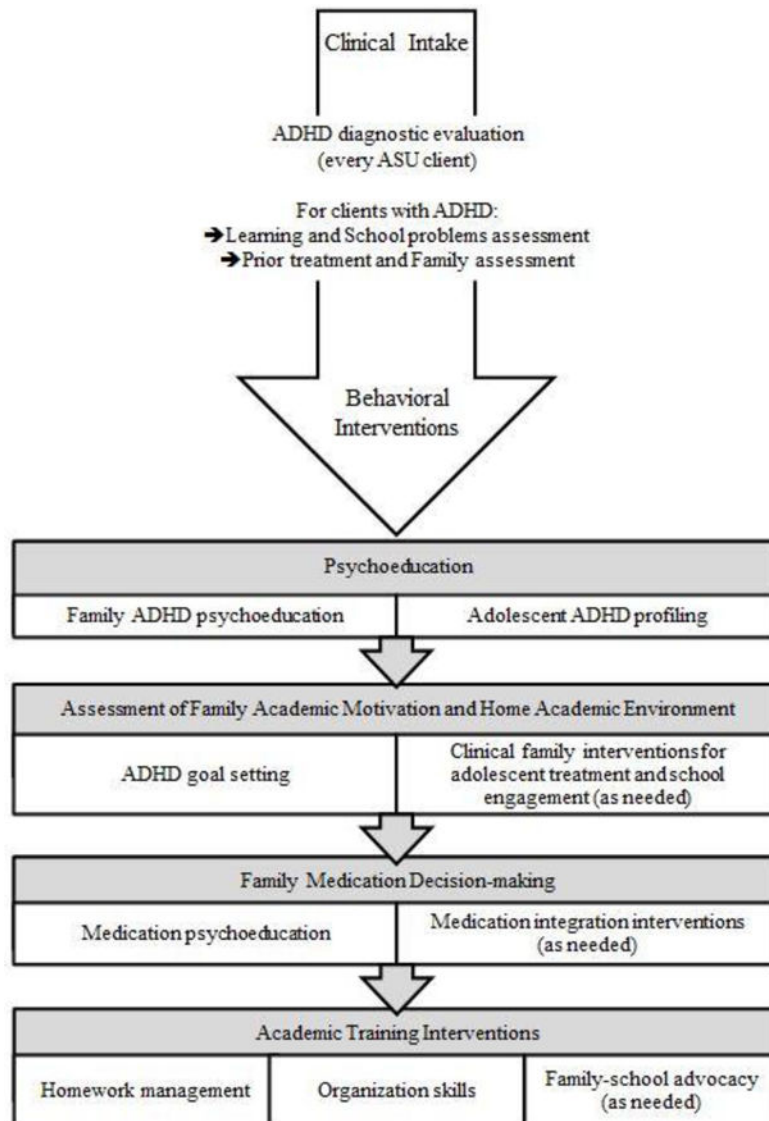 Clinical Intake
ADHD diagnostic evaluation
(every ASU client)
For clients with ADHD:
➔Learning and School problems assessment
➔Prior treatment and Family assessment
Behavioral
Interventions
Psychoeducation
Family ADHD psychoeducation
Adolescent ADHD profiling
Assessment of Family Academic Motivation and Home Academic Environment
ADHD goal setting
Clinical family interventions for
adolescent treatment and school
engagement (as needed)
Family Medication Decision-making
Medication psychoeducation
Medication integration interventions
(as needed)
Academic Training Interventions
Homework management
Organization skills
Family-school advocacy
(as needed)